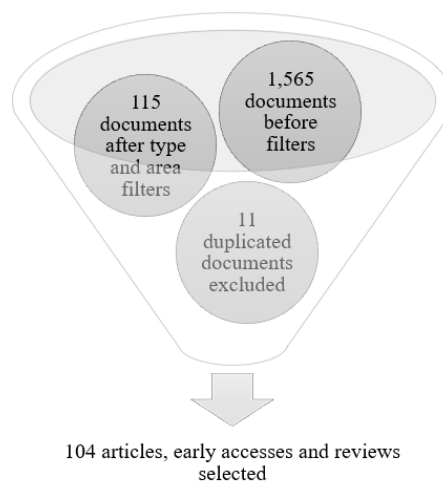 1,565
documents
before
filters
115
documents
after type
and area
filters
11
duplicated
documents
excluded
104 articles, early accesses and reviews
selected